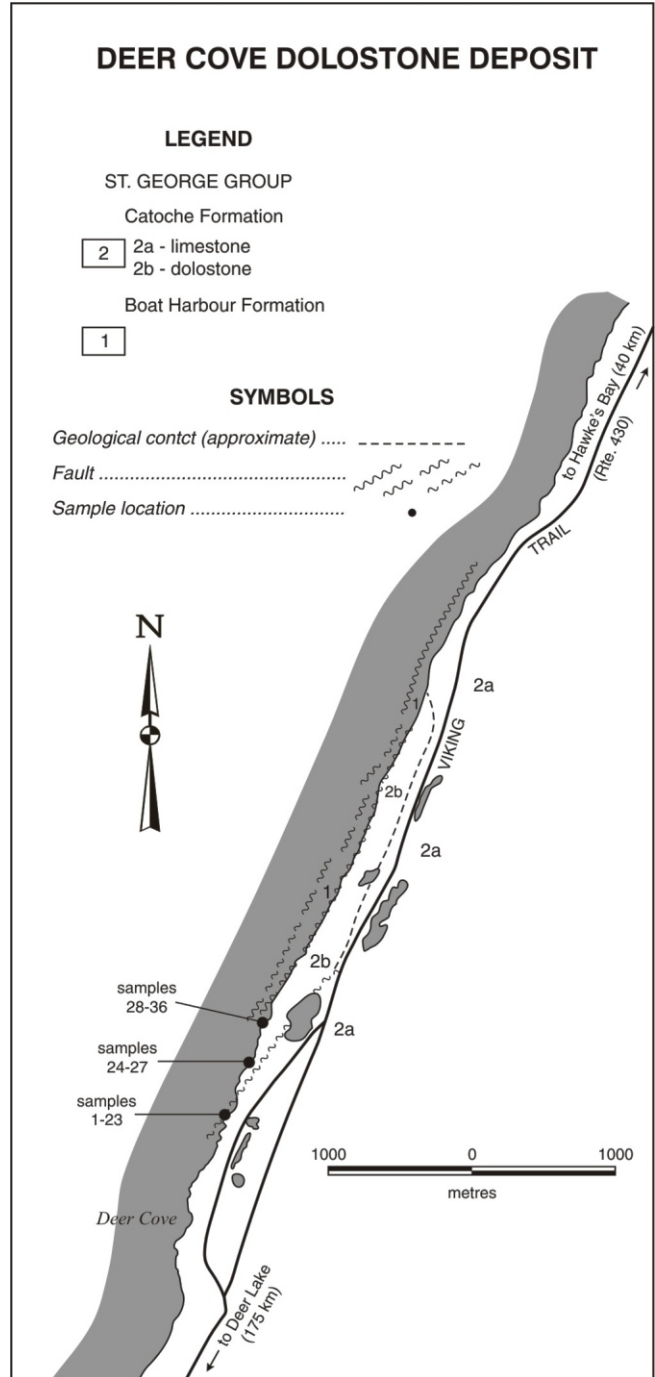 DEER COVE DOLOSTONE DEPOSIT
LEGEND
ST. GEORGE GROUP
Catoche Formation
2
2a - limestone
2b - dolostone
Boat Harbour Formation
1
SYMBOLS
Geological contct (approximate) .....
Fault ................................................
Sample location ..............................
to Hawke's Bay (40 km)
(Rte. 430)
TRAIL
N
2a
1
VIKING
2b
2a
1
2b
samples
28-36
2a
samples
24-27
samples
1-23
1000 0 1000
metres
Deer Cove
to Deer Lake
(175 km)